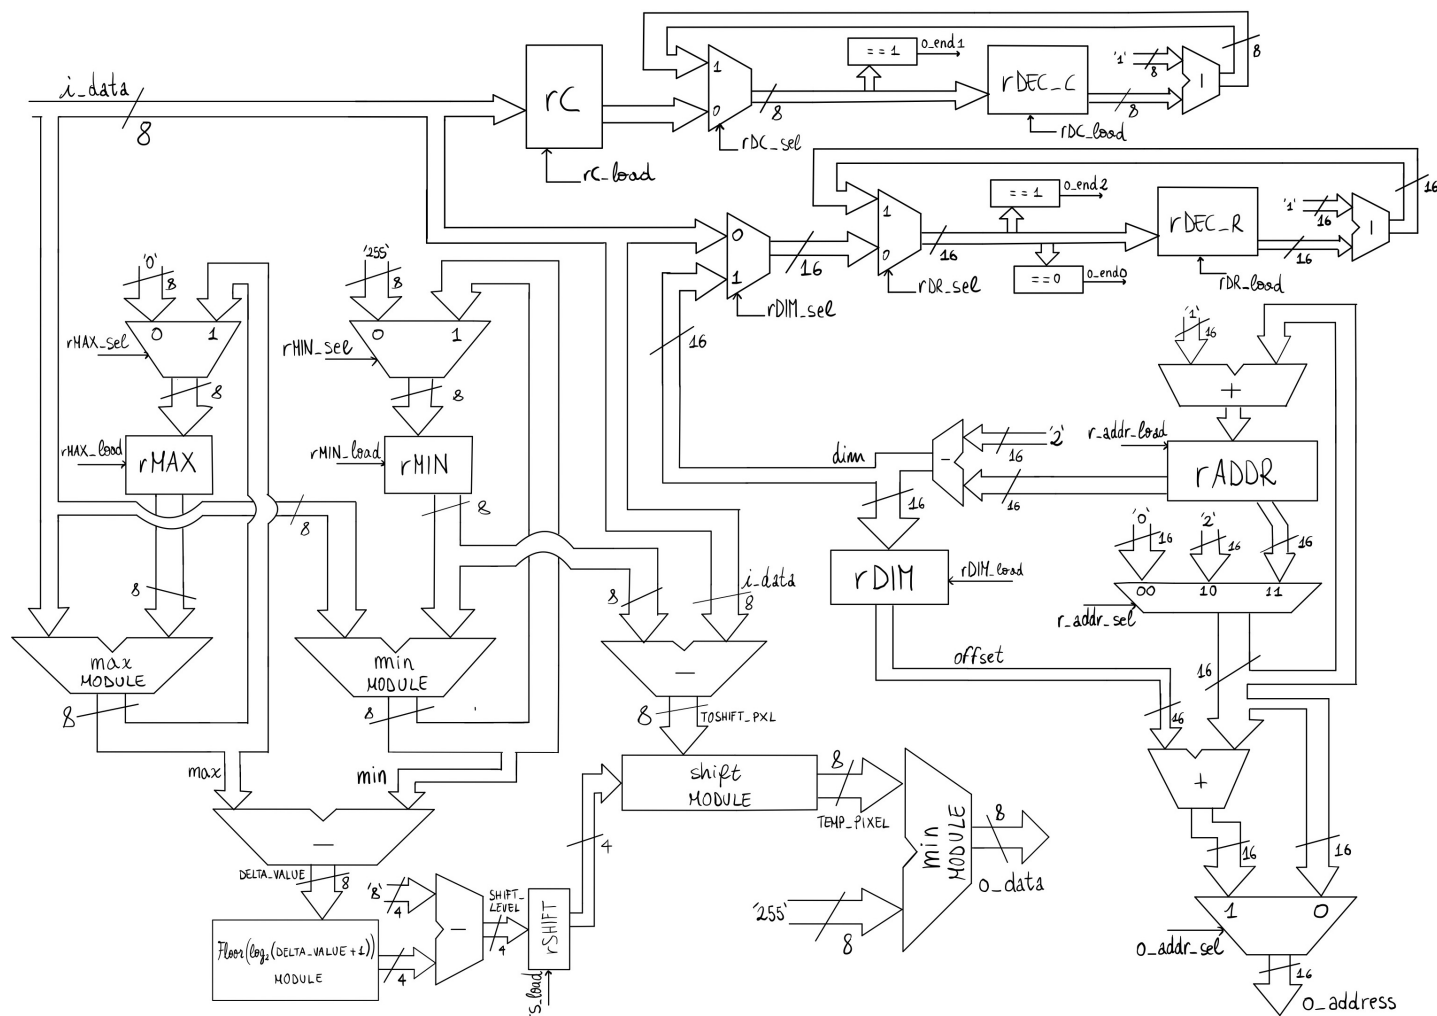 i_data
8
rC
rC_load
1
0
rDC_sel
8
== 1
o_end1
rDEC_C
rDC_load
'1'
8
8
-
8
0
1
rDIM_sel
16
16
1
0
rDR_sel
16
== 1
o_end2
== 0
o_end0
rDEC_R
rDR_load
'1'
16
16
-
16
'0'
8
0
1
rMAX_sel
8
rMAX_load
rMAX
8
'255'
8
0
1
rMIN_sel
8
rMIN_load
rMIN
8
8
max
MODULE
8
min
MODULE
8
8
i_data
8
-
8
TOSHIFT_PXL
max
min
-
DELTA_VALUE
8
Floor(log₂(DELTA_VALUE+1))
MODULE
4
'8'
4
-
SHIFT_
LEVEL
4
rSHIFT
rS_load
4
shift
MODULE
8
TEMP_PIXEL
'255'
8
min
MODULE
8
o_data
'1'
16
+
r_addr_load
rADDR
16
'2'
16
-
dim
16
rDIM
rDIM_load
offset
16
'0'
16
'2'
16
16
00
10
11
r_addr_sel
16
+
16
16
1
0
o_addr_sel
16
o_address